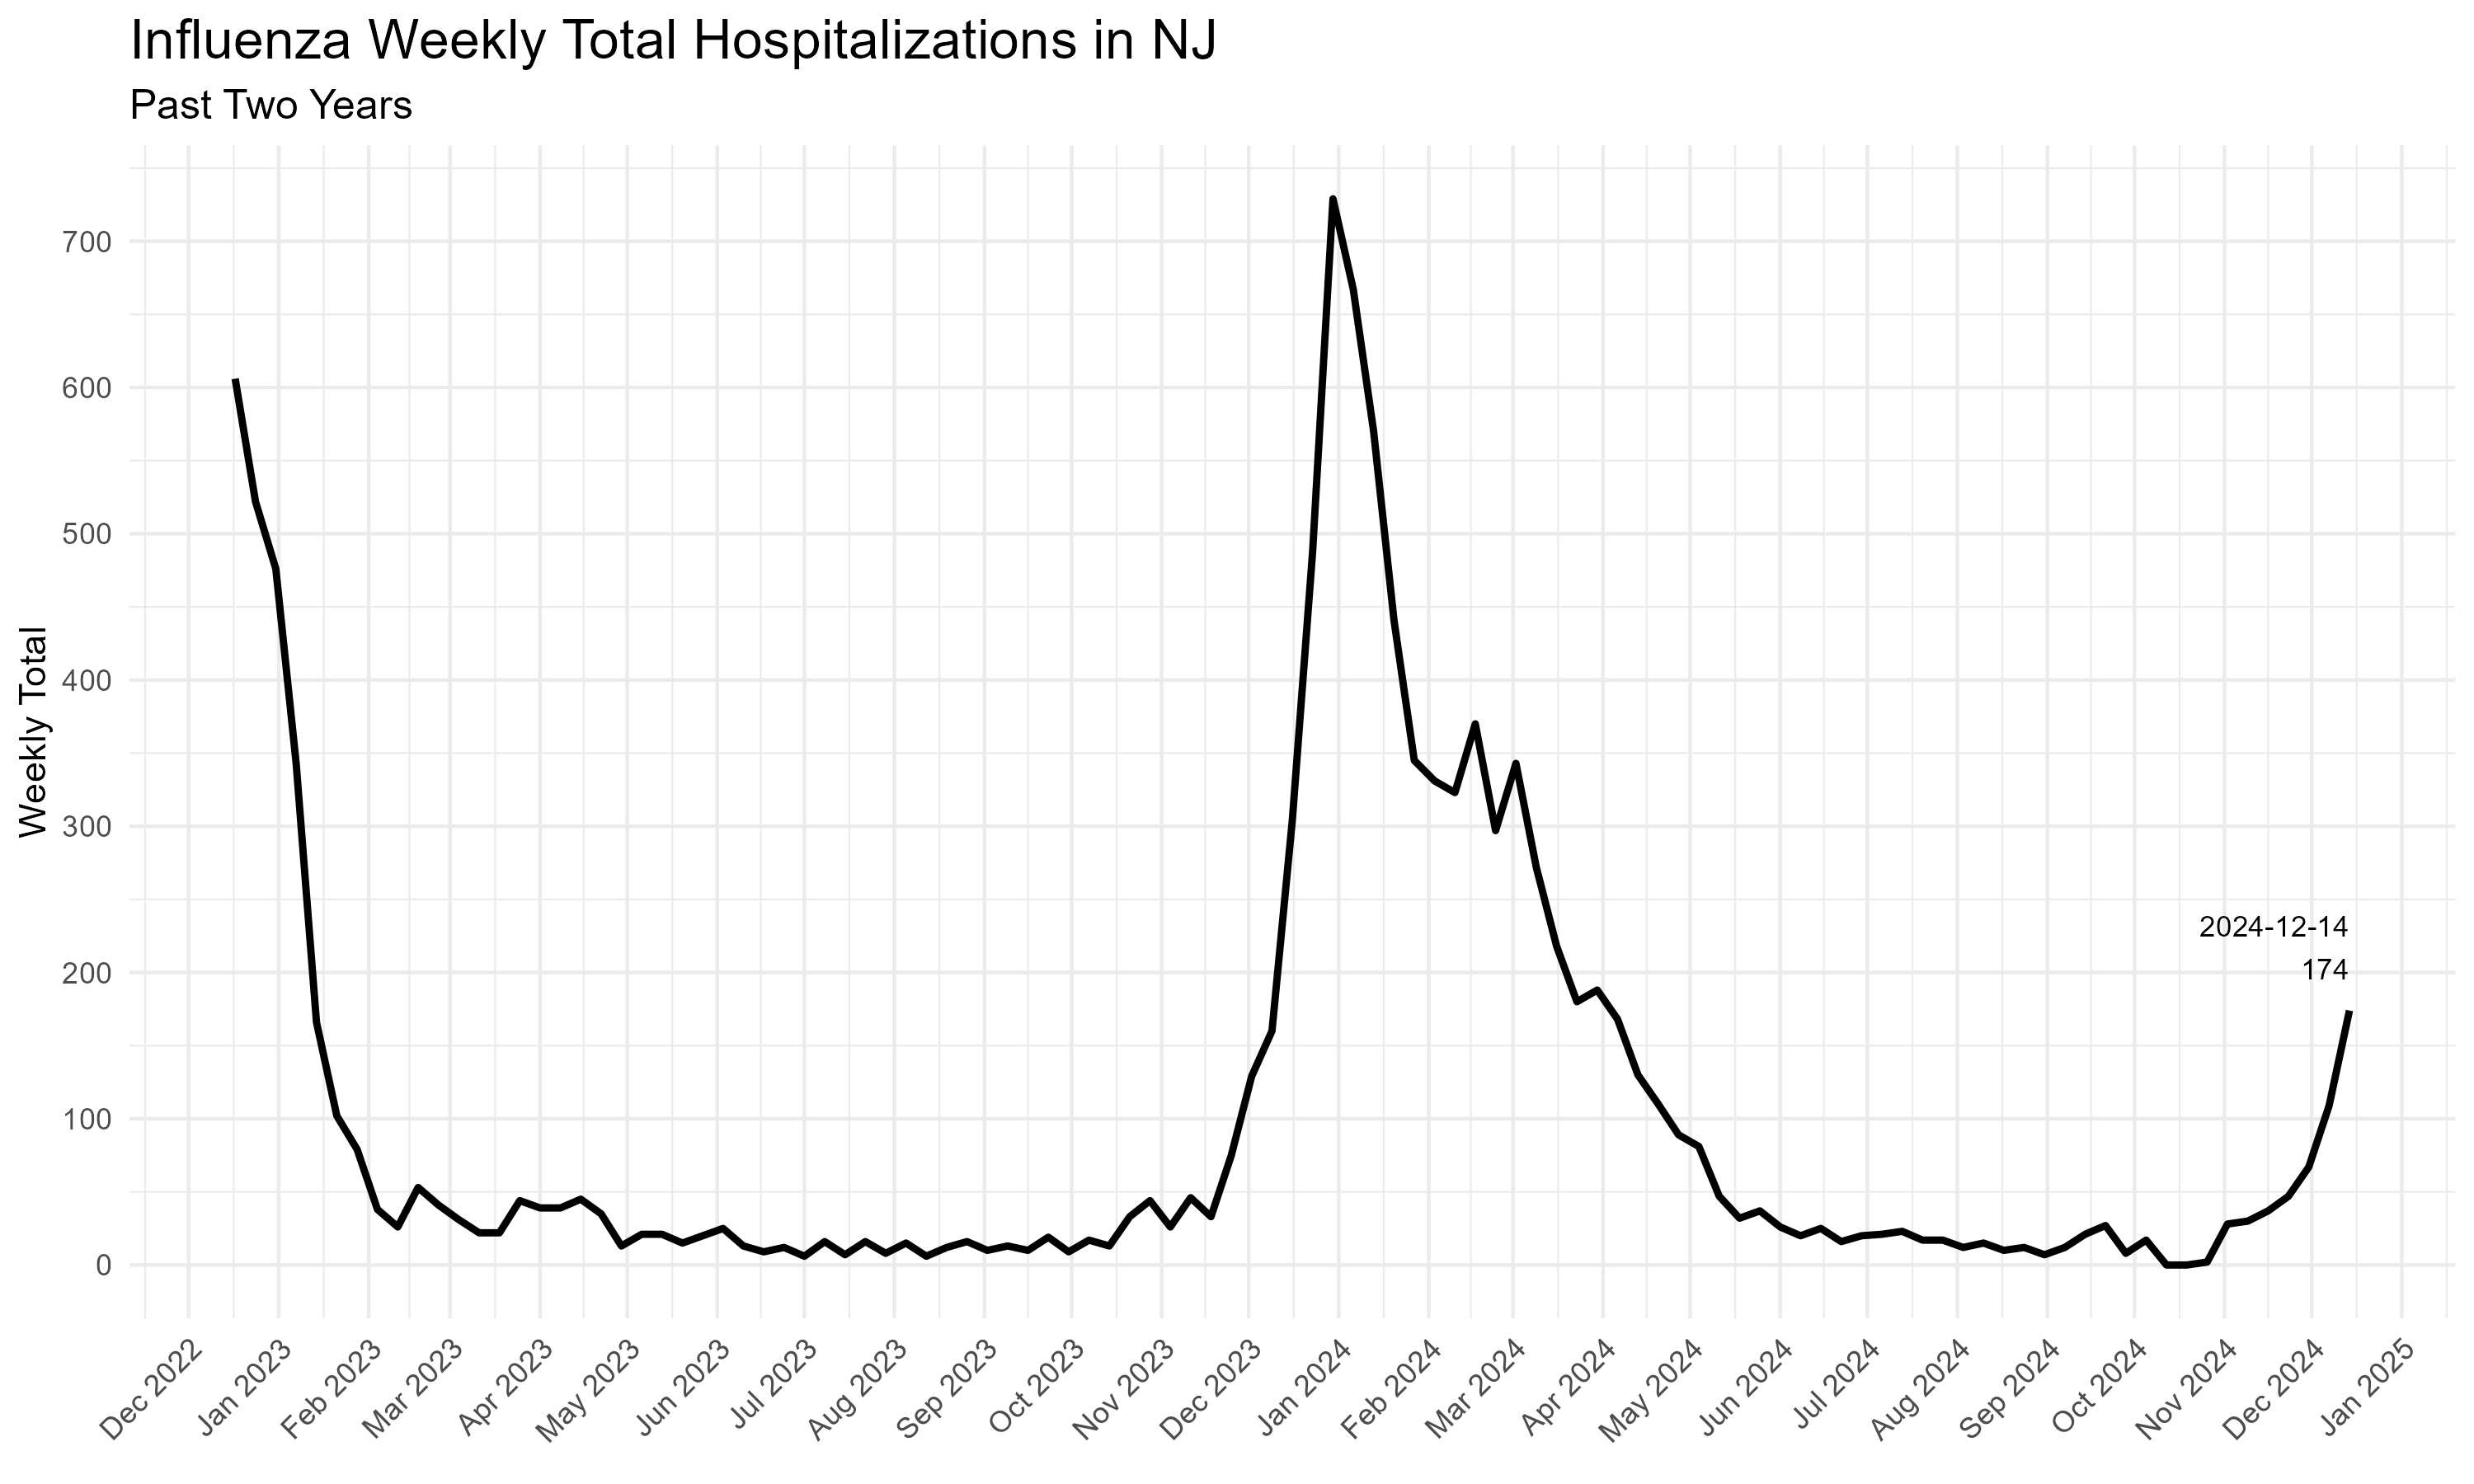 Influenza Weekly Total Hospitalizations in NJ
Past Two Years
Weekly Total
700
600
500
400
300
200
100
0
2024-12-14
174
Dec 2022
Jan 2023
Feb 2023
Mar 2023
Apr 2023
May 2023
Jun 2023
Jul 2023
Aug 2023
Sep 2023
Oct 2023
Nov 2023
Dec 2023
Jan 2024
Feb 2024
Mar 2024
Apr 2024
May 2024
Jun 2024
Jul 2024
Aug 2024
Sep 2024
Oct 2024
Nov 2024
Dec 2024
Jan 2025